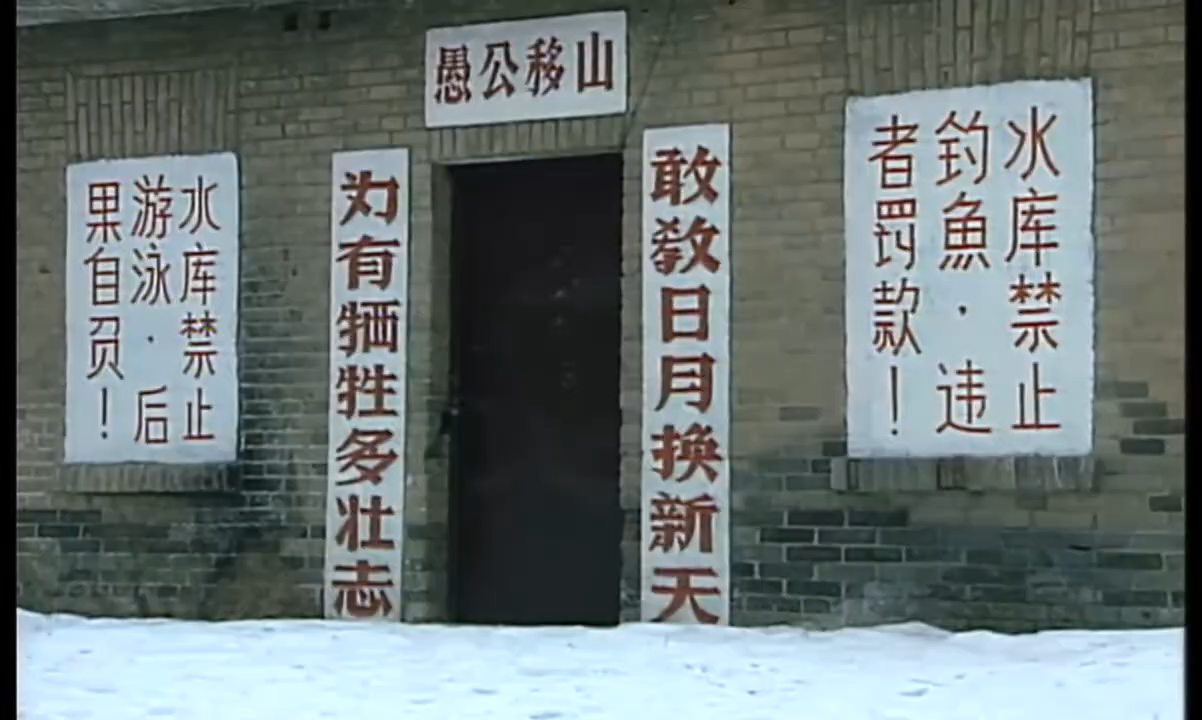 愚公移山
为有牺牲多壮志
敢教日月换新天
水库禁止
钓魚·违
者罚款！
水库禁止
游泳·后
果自负！